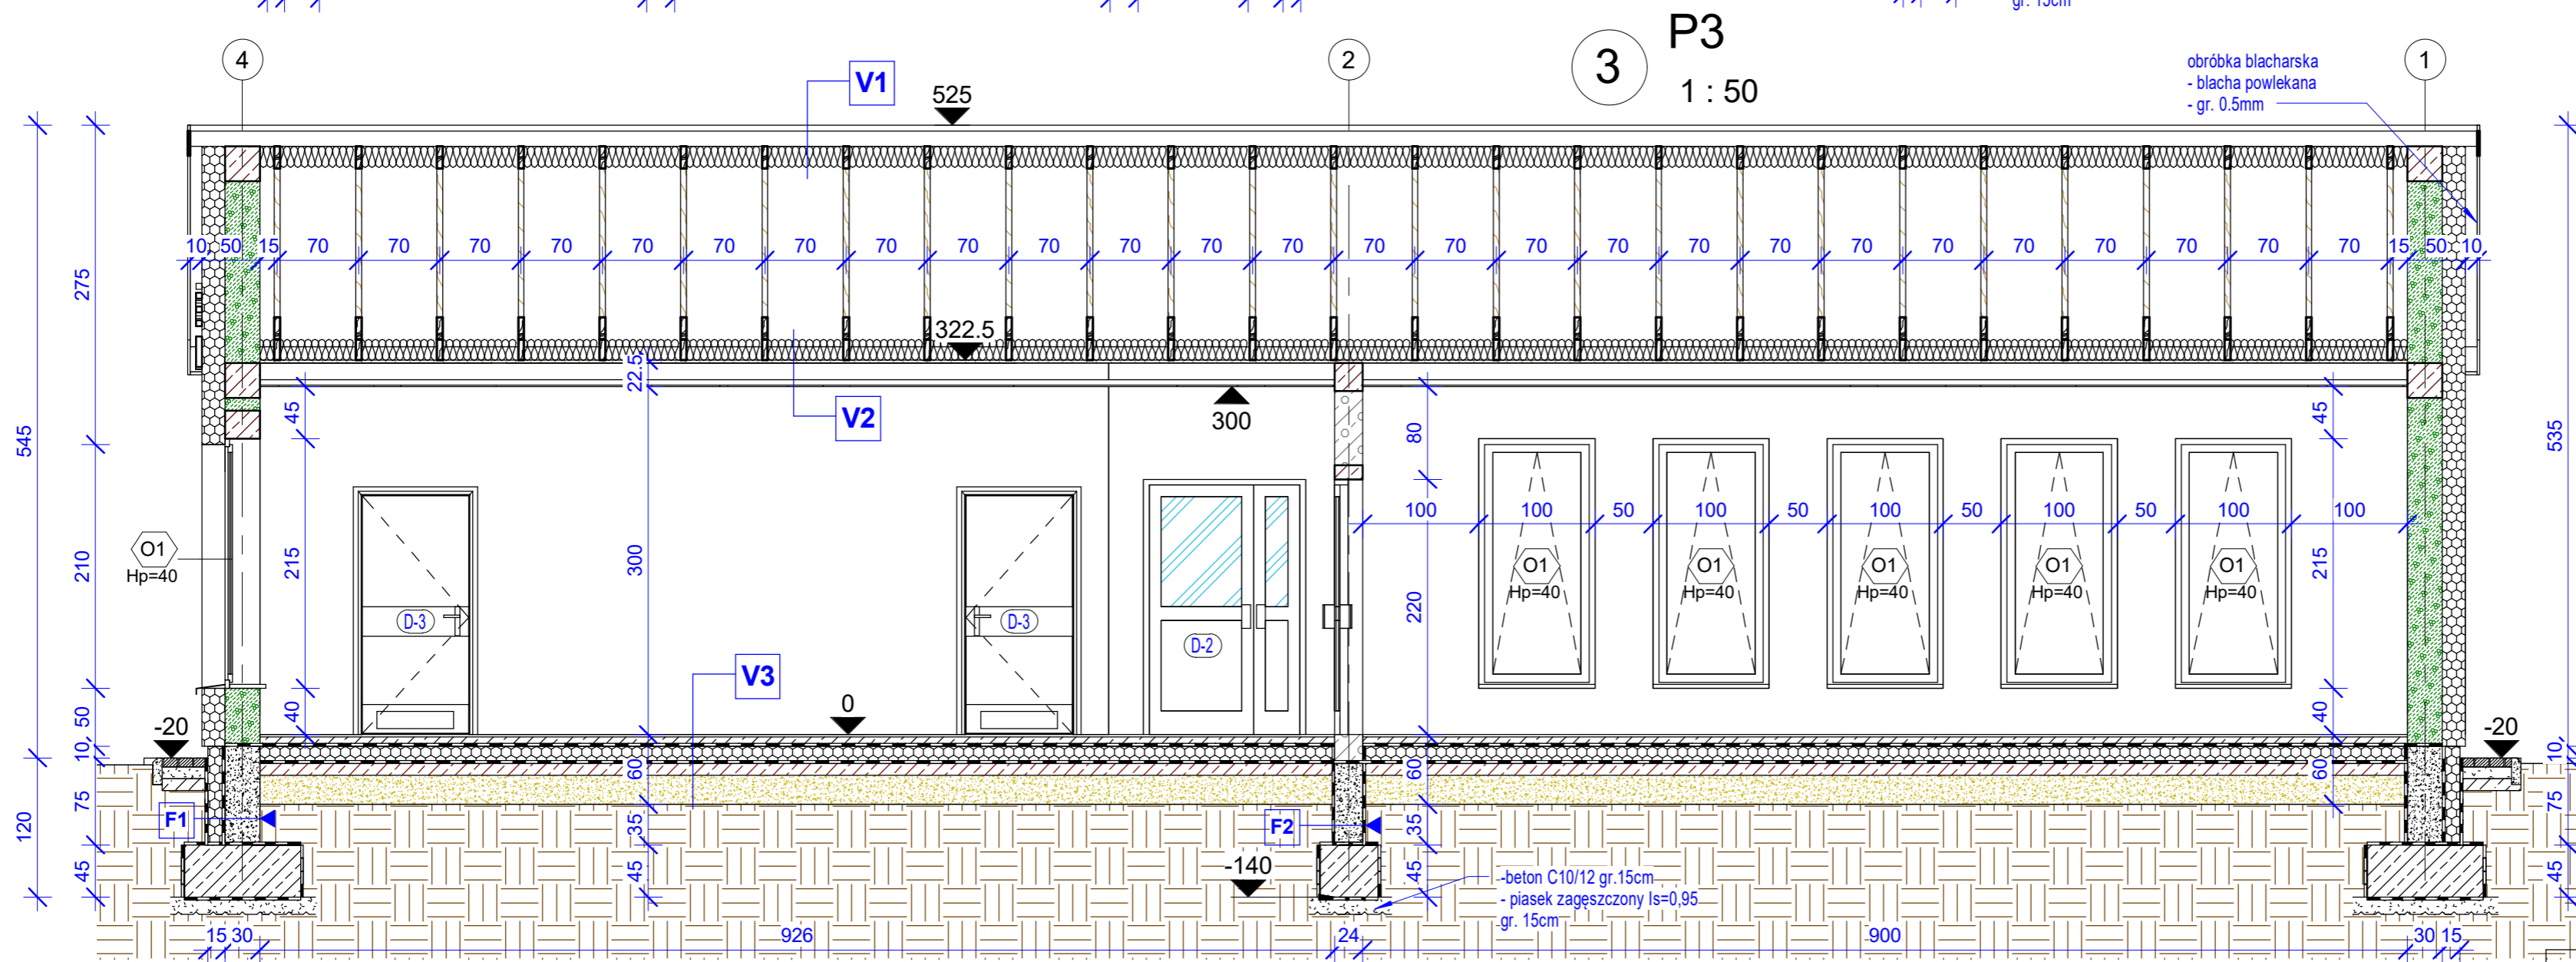 gr. 15cm
P3
3
1 : 50
4
2
1
obróbka blacharska
- blacha powlekana
- gr. 0.5mm
V1
525
10 50 15 70 70 70 70 70 70 70 70 70 70 70 70 70 70 70 70 70 70 70 70 70 70 70 70 70 70 15 50 10
275
322.5
22.5
V2
300
45
80
45
545
535
100 100 50 100 50 100 50 100 50 100 100
O1
Hp=40
O1
Hp=40
O1
Hp=40
O1
Hp=40
O1
Hp=40
O1
Hp=40
210
215
300
220
215
D-3
D-3
D-2
V3
0
-20
-20
50
40
40
10
10
60
60
60
75
75
F1
F2
35
35
120
-140
45
45
45
45
-beton C10/12 gr.15cm
- piasek zagęszczony Is=0,95
gr. 15cm
15 30 926 24 900 30 15